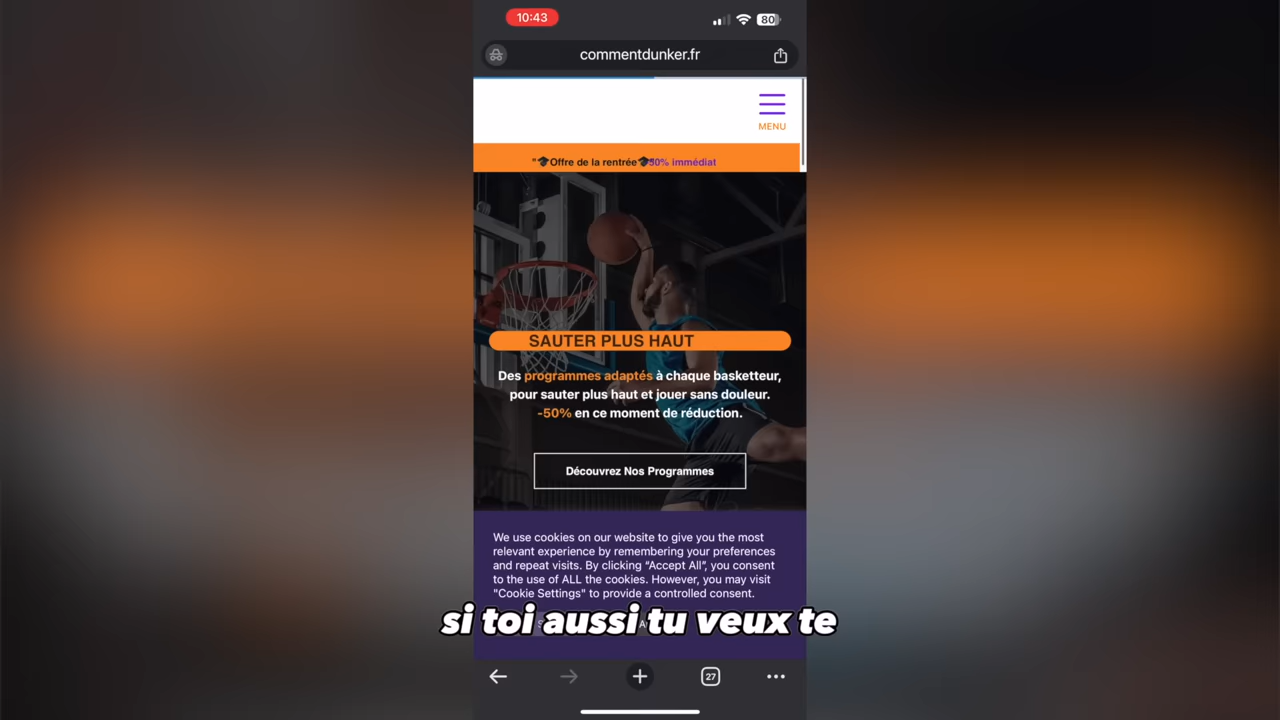 10:43
80
commentdunker.fr
MENU
Offre de la rentrée 50% immédiat
SAUTER PLUS HAUT
Des programmes adaptés à chaque basketteur,
pour sauter plus haut et jouer sans douleur.
-50% en ce moment de réduction.
Découvrez Nos Programmes
We use cookies on our website to give you the most
relevant experience by remembering your preferences
and repeat visits. By clicking “Accept All”, you consent
to the use of ALL the cookies. However, you may visit
"Cookie Settings" to provide a controlled consent.
si toi aussi tu veux te
27